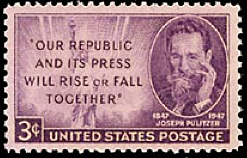 "OUR REPUBLIC
AND ITS PRESS
WILL RISE OR FALL
TOGETHER"
1847 1947
JOSEPH PULITZER
3¢ UNITED STATES POSTAGE